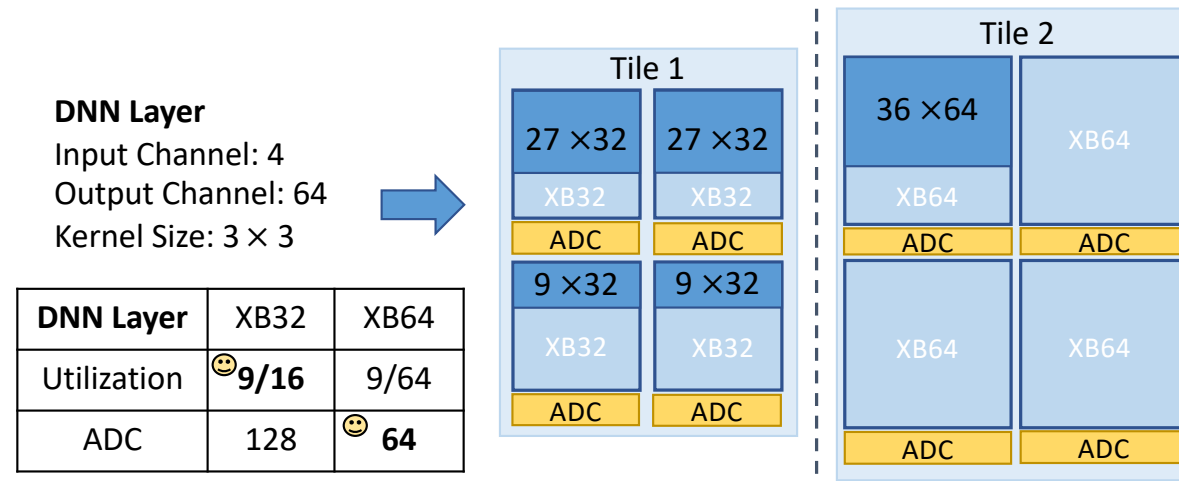 DNN Layer
Input Channel: 4
Output Channel: 64
Kernel Size: 3 × 3
DNN Layer XB32 XB64
Utilization 9/16 9/64
ADC 128 64
Tile 1
27 ×32 27 ×32
XB32 XB32
ADC ADC
9 ×32 9 ×32
XB32 XB32
ADC ADC
Tile 2
36 ×64
XB64
XB64
ADC ADC
XB64 XB64
ADC ADC